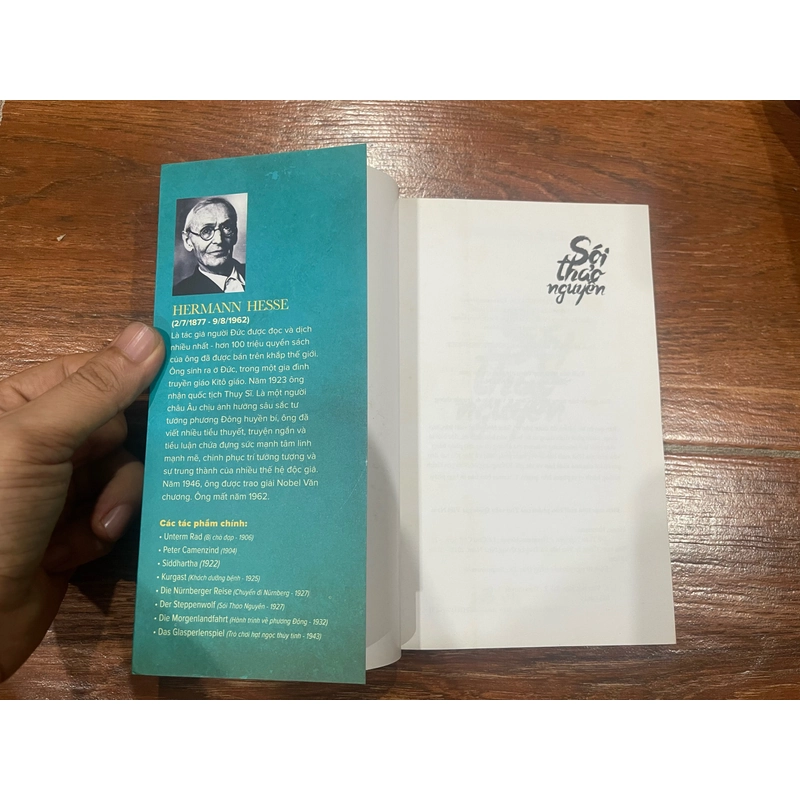 HERMANN HESSE
(2/7/1877 - 9/8/1962)
Là tác giả người Đức được đọc và dịch
nhiều nhất - hơn 100 triệu quyển sách
của ông đã được bán trên khắp thế giới.
Ông sinh ra ở Đức, trong một gia đình
truyền giáo Kitô giáo. Năm 1923 ông
nhận quốc tịch Thụy Sĩ. Là một người
châu Âu chịu ảnh hưởng sâu sắc tư
tưởng phương Đông huyền bí, ông đã
viết nhiều tiểu thuyết, truyện ngắn và
tiểu luận chứa đựng sức mạnh tâm linh
mạnh mẽ, chinh phục trí tưởng tượng và
sự trung thành của nhiều thế hệ độc giả.
Năm 1946, ông được trao giải Nobel Văn
chương. Ông mất năm 1962.
Các tác phẩm chính:
• Unterm Rad (Bị chà đạp - 1906)
• Peter Camenzind (1904)
• Siddhartha (1922)
• Kurgast (Khách dưỡng bệnh - 1925)
• Die Nürnberger Reise (Chuyến đi Nürnberg - 1927)
• Der Steppenwolf (Sói Thảo Nguyên - 1927)
• Die Morgenlandfahrt (Hành trình về phương Đông - 1932)
• Das Glasperlenspiel (Trò chơi hạt ngọc thủy tinh - 1943)
Sói
thảo
nguyên